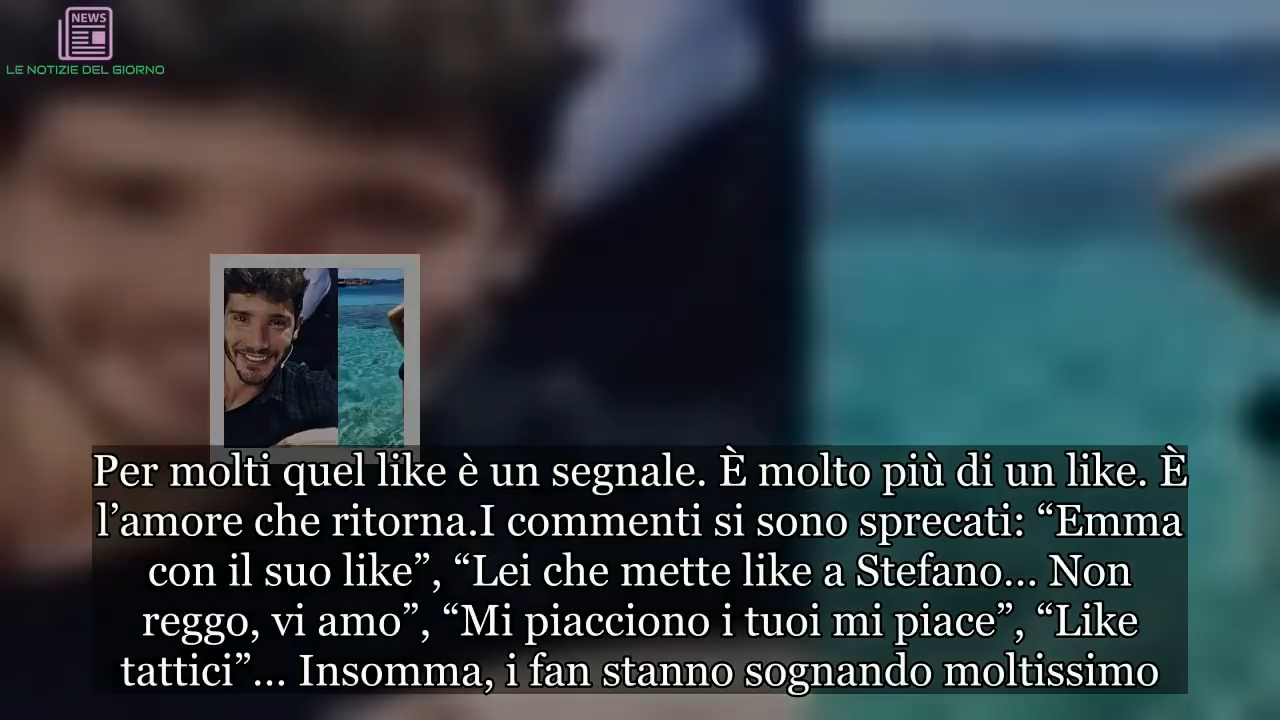 NEWS
LE NOTIZIE DEL GIORNO
Per molti quel like è un segnale. È molto più di un like. È
l’amore che ritorna.I commenti si sono sprecati: “Emma
con il suo like”, “Lei che mette like a Stefano… Non
reggo, vi amo”, “Mi piacciono i tuoi mi piace”, “Like
tattici”… Insomma, i fan stanno sognando moltissimo